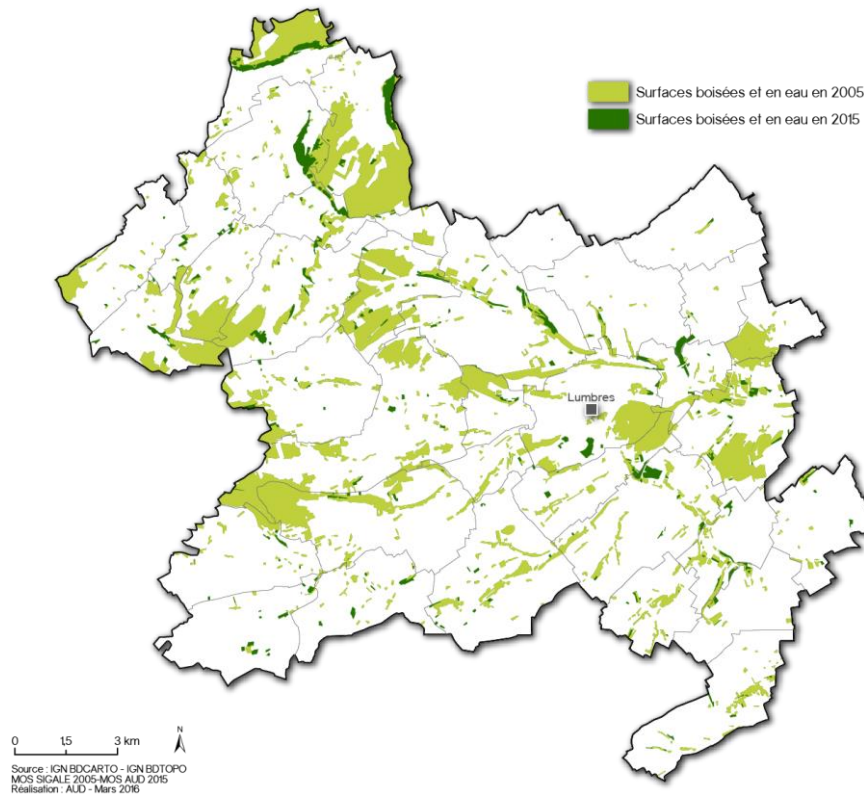 Surfaces boisées et en eau en 2005
Surfaces boisées et en eau en 2015
Lumbres
0 1,5 3 km
N
Source : IGN BDCARTO - IGN BDTOPO
MOS SIGALE 2005-MOS AUD 2015
Réalisation : AUD - Mars 2016